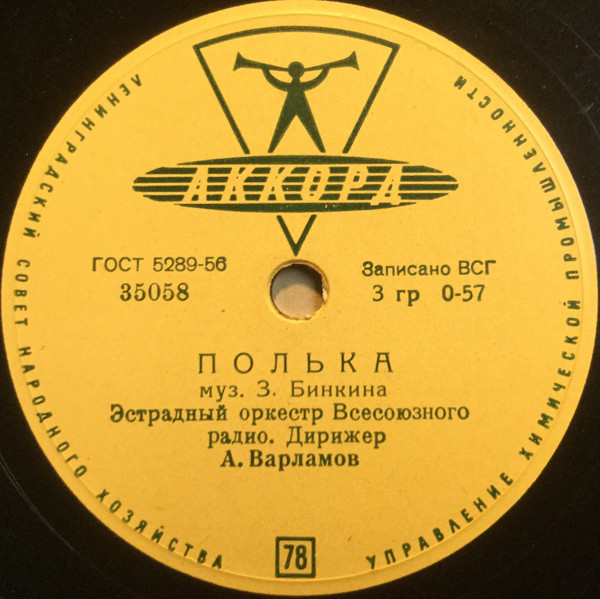 ЛЕНИНГРАДСКИЙ СОВЕТ НАРОДНОГО ХОЗЯЙСТВА
УПРАВЛЕНИЕ ХИМИЧЕСКОЙ ПРОМЫШЛЕННОСТИ
АККОРД
ГОСТ 5289-56
35058
Записано ВСГ
3 гр 0-57
ПОЛЬКА
муз. З. Бинкина
Эстрадный оркестр Всесоюзного
радио. Дирижер
А. Варламов
78